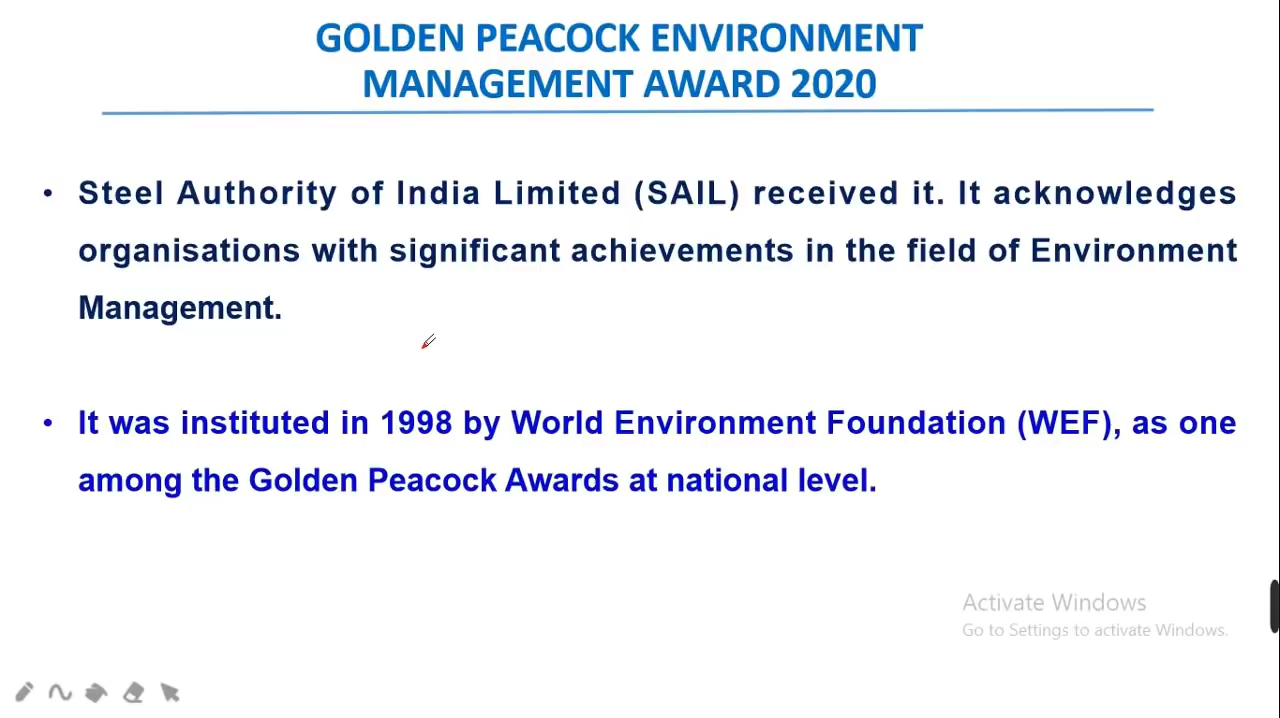 GOLDEN PEACOCK ENVIRONMENT
MANAGEMENT AWARD 2020
• Steel Authority of India Limited (SAIL) received it. It acknowledges
organisations with significant achievements in the field of Environment
Management.
• It was instituted in 1998 by World Environment Foundation (WEF), as one
among the Golden Peacock Awards at national level.
Activate Windows
Go to Settings to activate Windows.